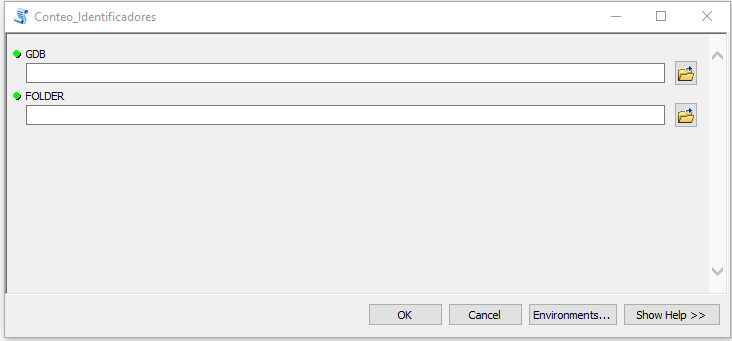 Conteo_Identificadores
GDB
FOLDER
OK Cancel Environments... Show Help >>